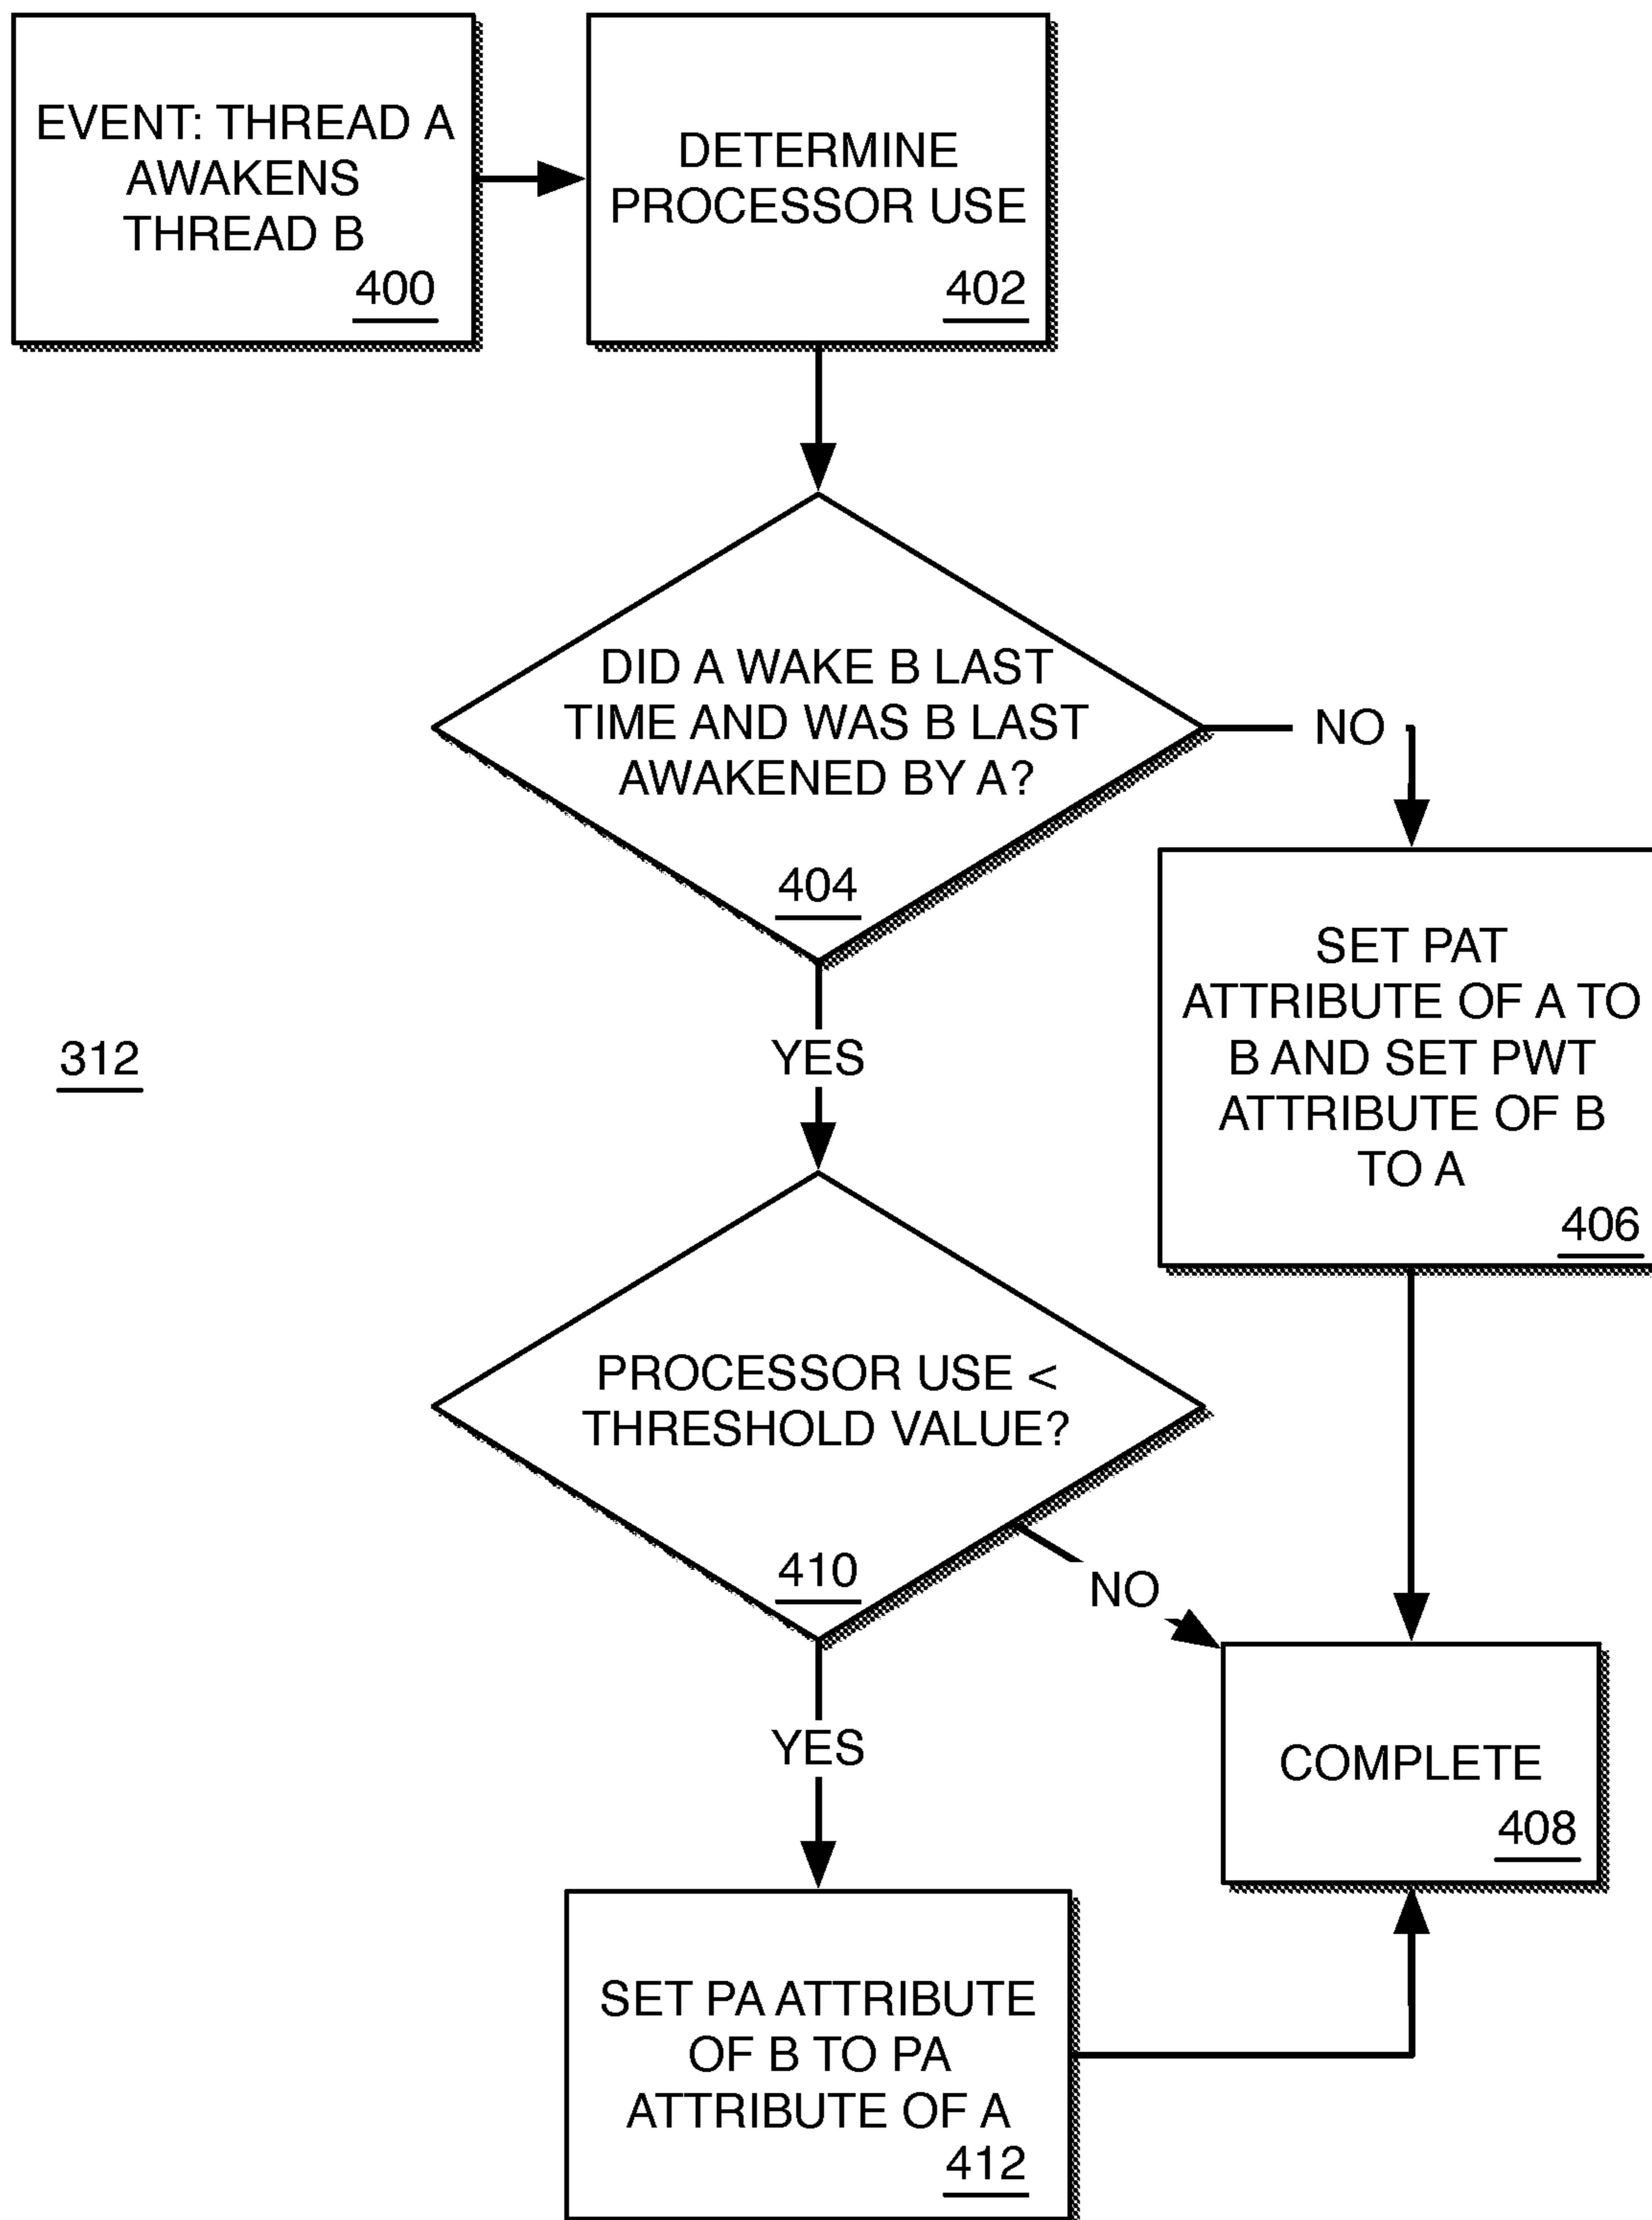 EVENT: THREAD A
AWAKENS
THREAD B
400
DETERMINE
PROCESSOR USE
402
DID A WAKE B LAST
TIME AND WAS B LAST
AWAKENED BY A?
404
NO
YES
SET PAT
ATTRIBUTE OF A TO
B AND SET PWT
ATTRIBUTE OF B
TO A
406
312
PROCESSOR USE <
THRESHOLD VALUE?
410
NO
YES
COMPLETE
408
SET PA ATTRIBUTE
OF B TO PA
ATTRIBUTE OF A
412